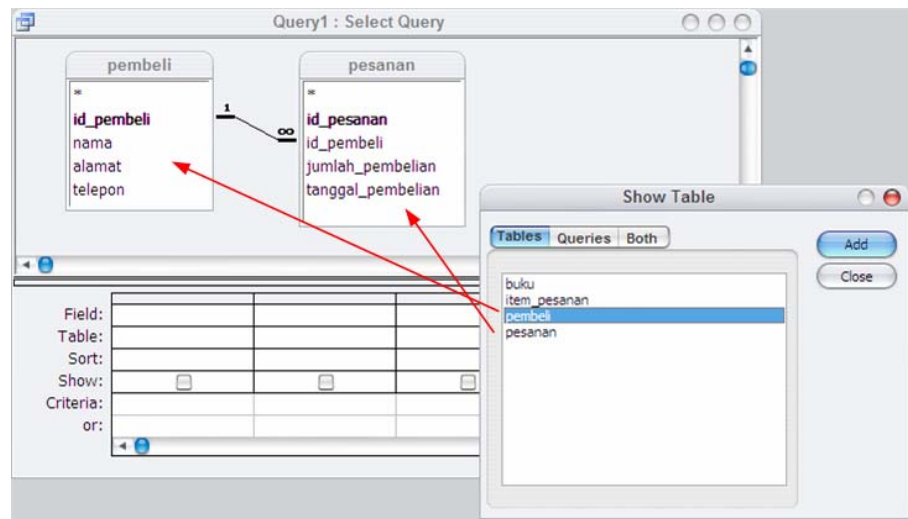 Query1 : Select Query
pembeli
*
id_pembeli
nama
alamat
telepon
1
∞
pesanan
*
id_pesanan
id_pembeli
jumlah_pembelian
tanggal_pembelian
Show Table
Tables Queries Both
Add
Close
buku
item_pesanan
pembeli
pesanan
Field:
Table:
Sort:
Show:
Criteria:
or: